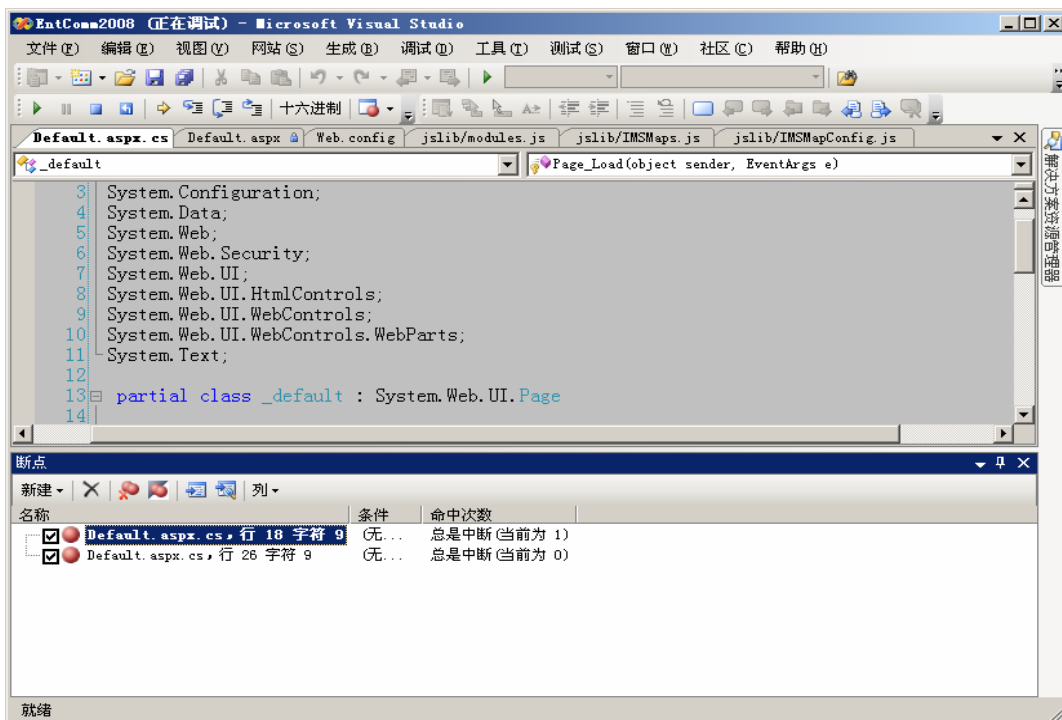 EntComm2008 (正在调试) - Microsoft Visual Studio
文件(F) 编辑(E) 视图(V) 网站(S) 生成(B) 调试(D) 工具(T) 测试(S) 窗口(W) 社区(C) 帮助(H)
十六进制
Default.aspx.cs Default.aspx Web.config jslib/modules.js jslib/IMSMaps.js jslib/IMSMapConfig.js
_default Page_Load(object sender, EventArgs e)
3 System.Configuration;
4 System.Data;
5 System.Web;
6 System.Web.Security;
7 System.Web.UI;
8 System.Web.UI.HtmlControls;
9 System.Web.UI.WebControls;
10 System.Web.UI.WebControls.WebParts;
11 System.Text;
12
13 partial class _default : System.Web.UI.Page
14
解决方案资源管理器
断点
新建 列
名称 条件 命中次数
Default.aspx.cs，行 18 字符 9 (无... 总是中断(当前为 1)
Default.aspx.cs，行 26 字符 9 (无... 总是中断(当前为 0)
就绪